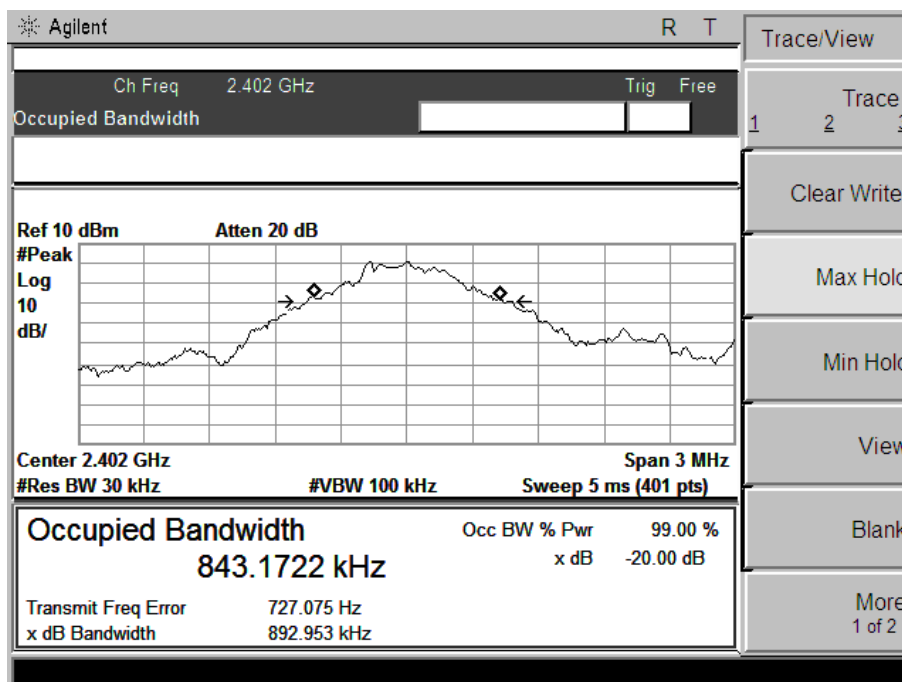 Agilent R T
Trace/View
Ch Freq 2.402 GHz Trig Free
Occupied Bandwidth
Trace
1 2
Clear Write
Ref 10 dBm Atten 20 dB
#Peak
Log
10
dB/
Max Hold
Min Hold
View
Center 2.402 GHz Span 3 MHz
#Res BW 30 kHz #VBW 100 kHz Sweep 5 ms (401 pts)
Occupied Bandwidth Occ BW % Pwr 99.00 %
843.1722 kHz x dB -20.00 dB
Blank
Transmit Freq Error 727.075 Hz
x dB Bandwidth 892.953 kHz
More
1 of 2